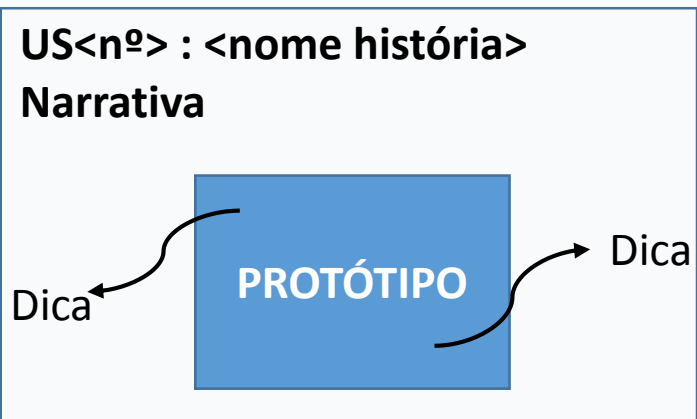 US<nº> : <nome história>
Narrativa
Dica
PROTÓTIPO
Dica